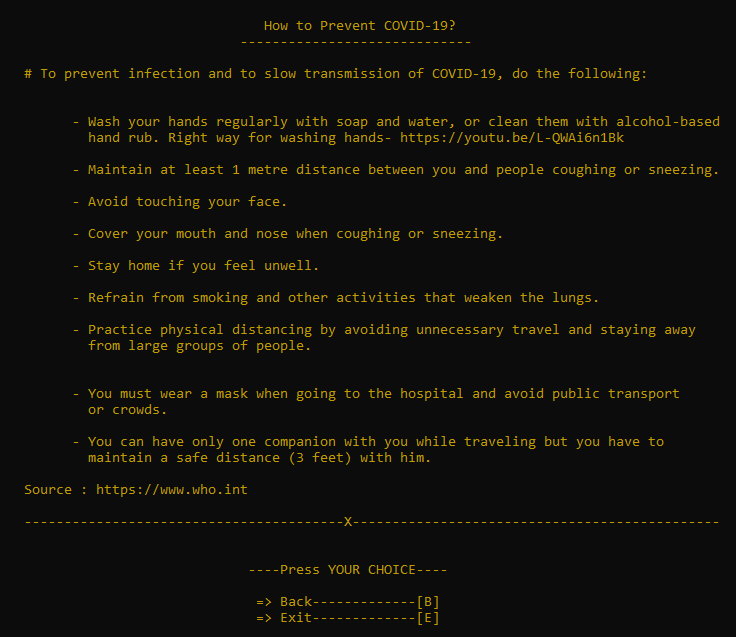 How to Prevent COVID-19?
-----------------------------
# To prevent infection and to slow transmission of COVID-19, do the following:
- Wash your hands regularly with soap and water, or clean them with alcohol-based
hand rub. Right way for washing hands- https://youtu.be/L-QWAi6n1Bk
- Maintain at least 1 metre distance between you and people coughing or sneezing.
- Avoid touching your face.
- Cover your mouth and nose when coughing or sneezing.
- Stay home if you feel unwell.
- Refrain from smoking and other activities that weaken the lungs.
- Practice physical distancing by avoiding unnecessary travel and staying away
from large groups of people.
- You must wear a mask when going to the hospital and avoid public transport
or crowds.
- You can have only one companion with you while traveling but you have to
maintain a safe distance (3 feet) with him.
Source : https://www.who.int
----------------------------------------X----------------------------------------------
----Press YOUR CHOICE----
=> Back-------------[B]
=> Exit-------------[E]